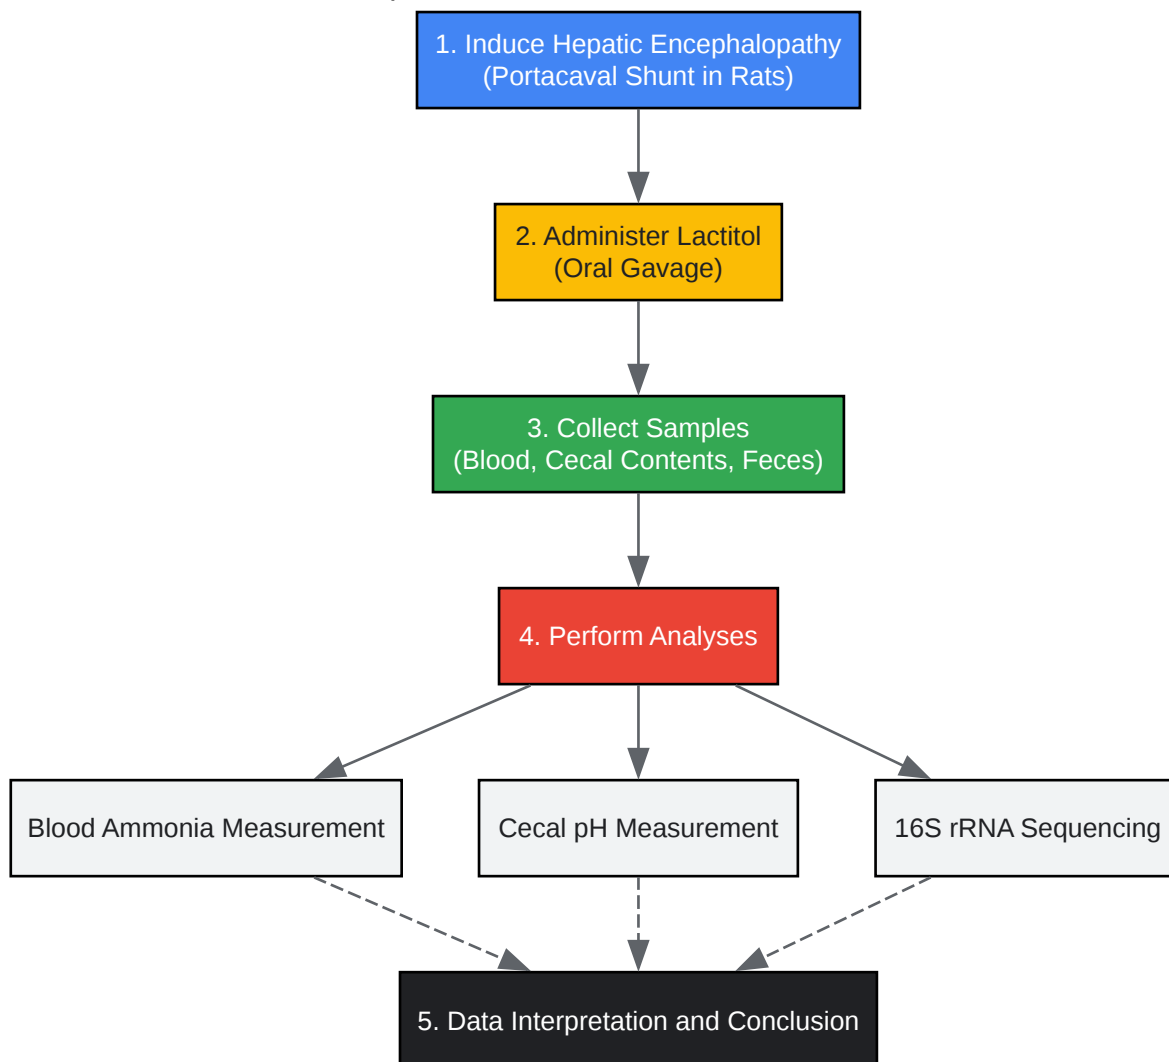 1. Induce Hepatic Encephalopathy
(Portacaval Shunt in Rats)
2. Administer Lactitol
(Oral Gavage)
3. Collect Samples
(Blood, Cecal Contents, Feces)
4. Perform Analyses
Blood Ammonia Measurement
Cecal pH Measurement
16S rRNA Sequencing
5. Data Interpretation and Conclusion